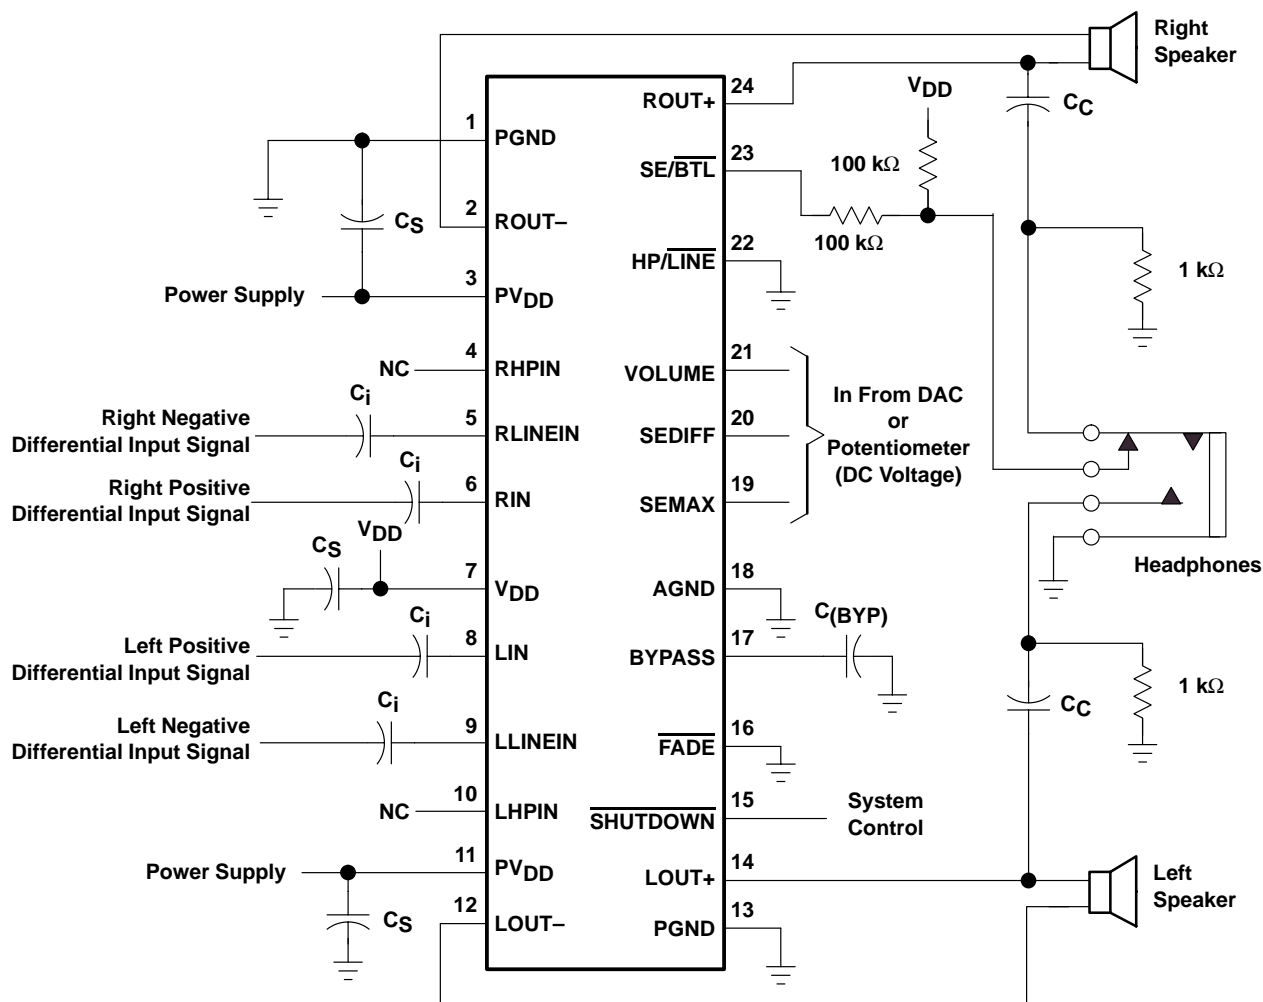 Right
Speaker
24
ROUT+
VDD
CC
1
PGND
23
SE/BTL
100 kΩ
CS
2
ROUT–
100 kΩ
22
HP/LINE
1 kΩ
Power Supply
3
PVDD
4
NC
RHPIN
21
VOLUME
Ci
Right Negative
Differential Input Signal
5
RLINEIN
20
SEDIFF
In From DAC
or
Potentiometer
(DC Voltage)
Ci
Right Positive
Differential Input Signal
6
RIN
19
SEMAX
VDD
CS
7
VDD
18
AGND
Headphones
Ci
Left Positive
Differential Input Signal
8
LIN
17
BYPASS
C(BYP)
1 kΩ
CC
Ci
Left Negative
Differential Input Signal
9
LLINEIN
16
FADE
10
NC
LHPIN
15
SHUTDOWN
System
Control
11
Power Supply
PVDD
14
LOUT+
Left
Speaker
CS
12
LOUT–
13
PGND